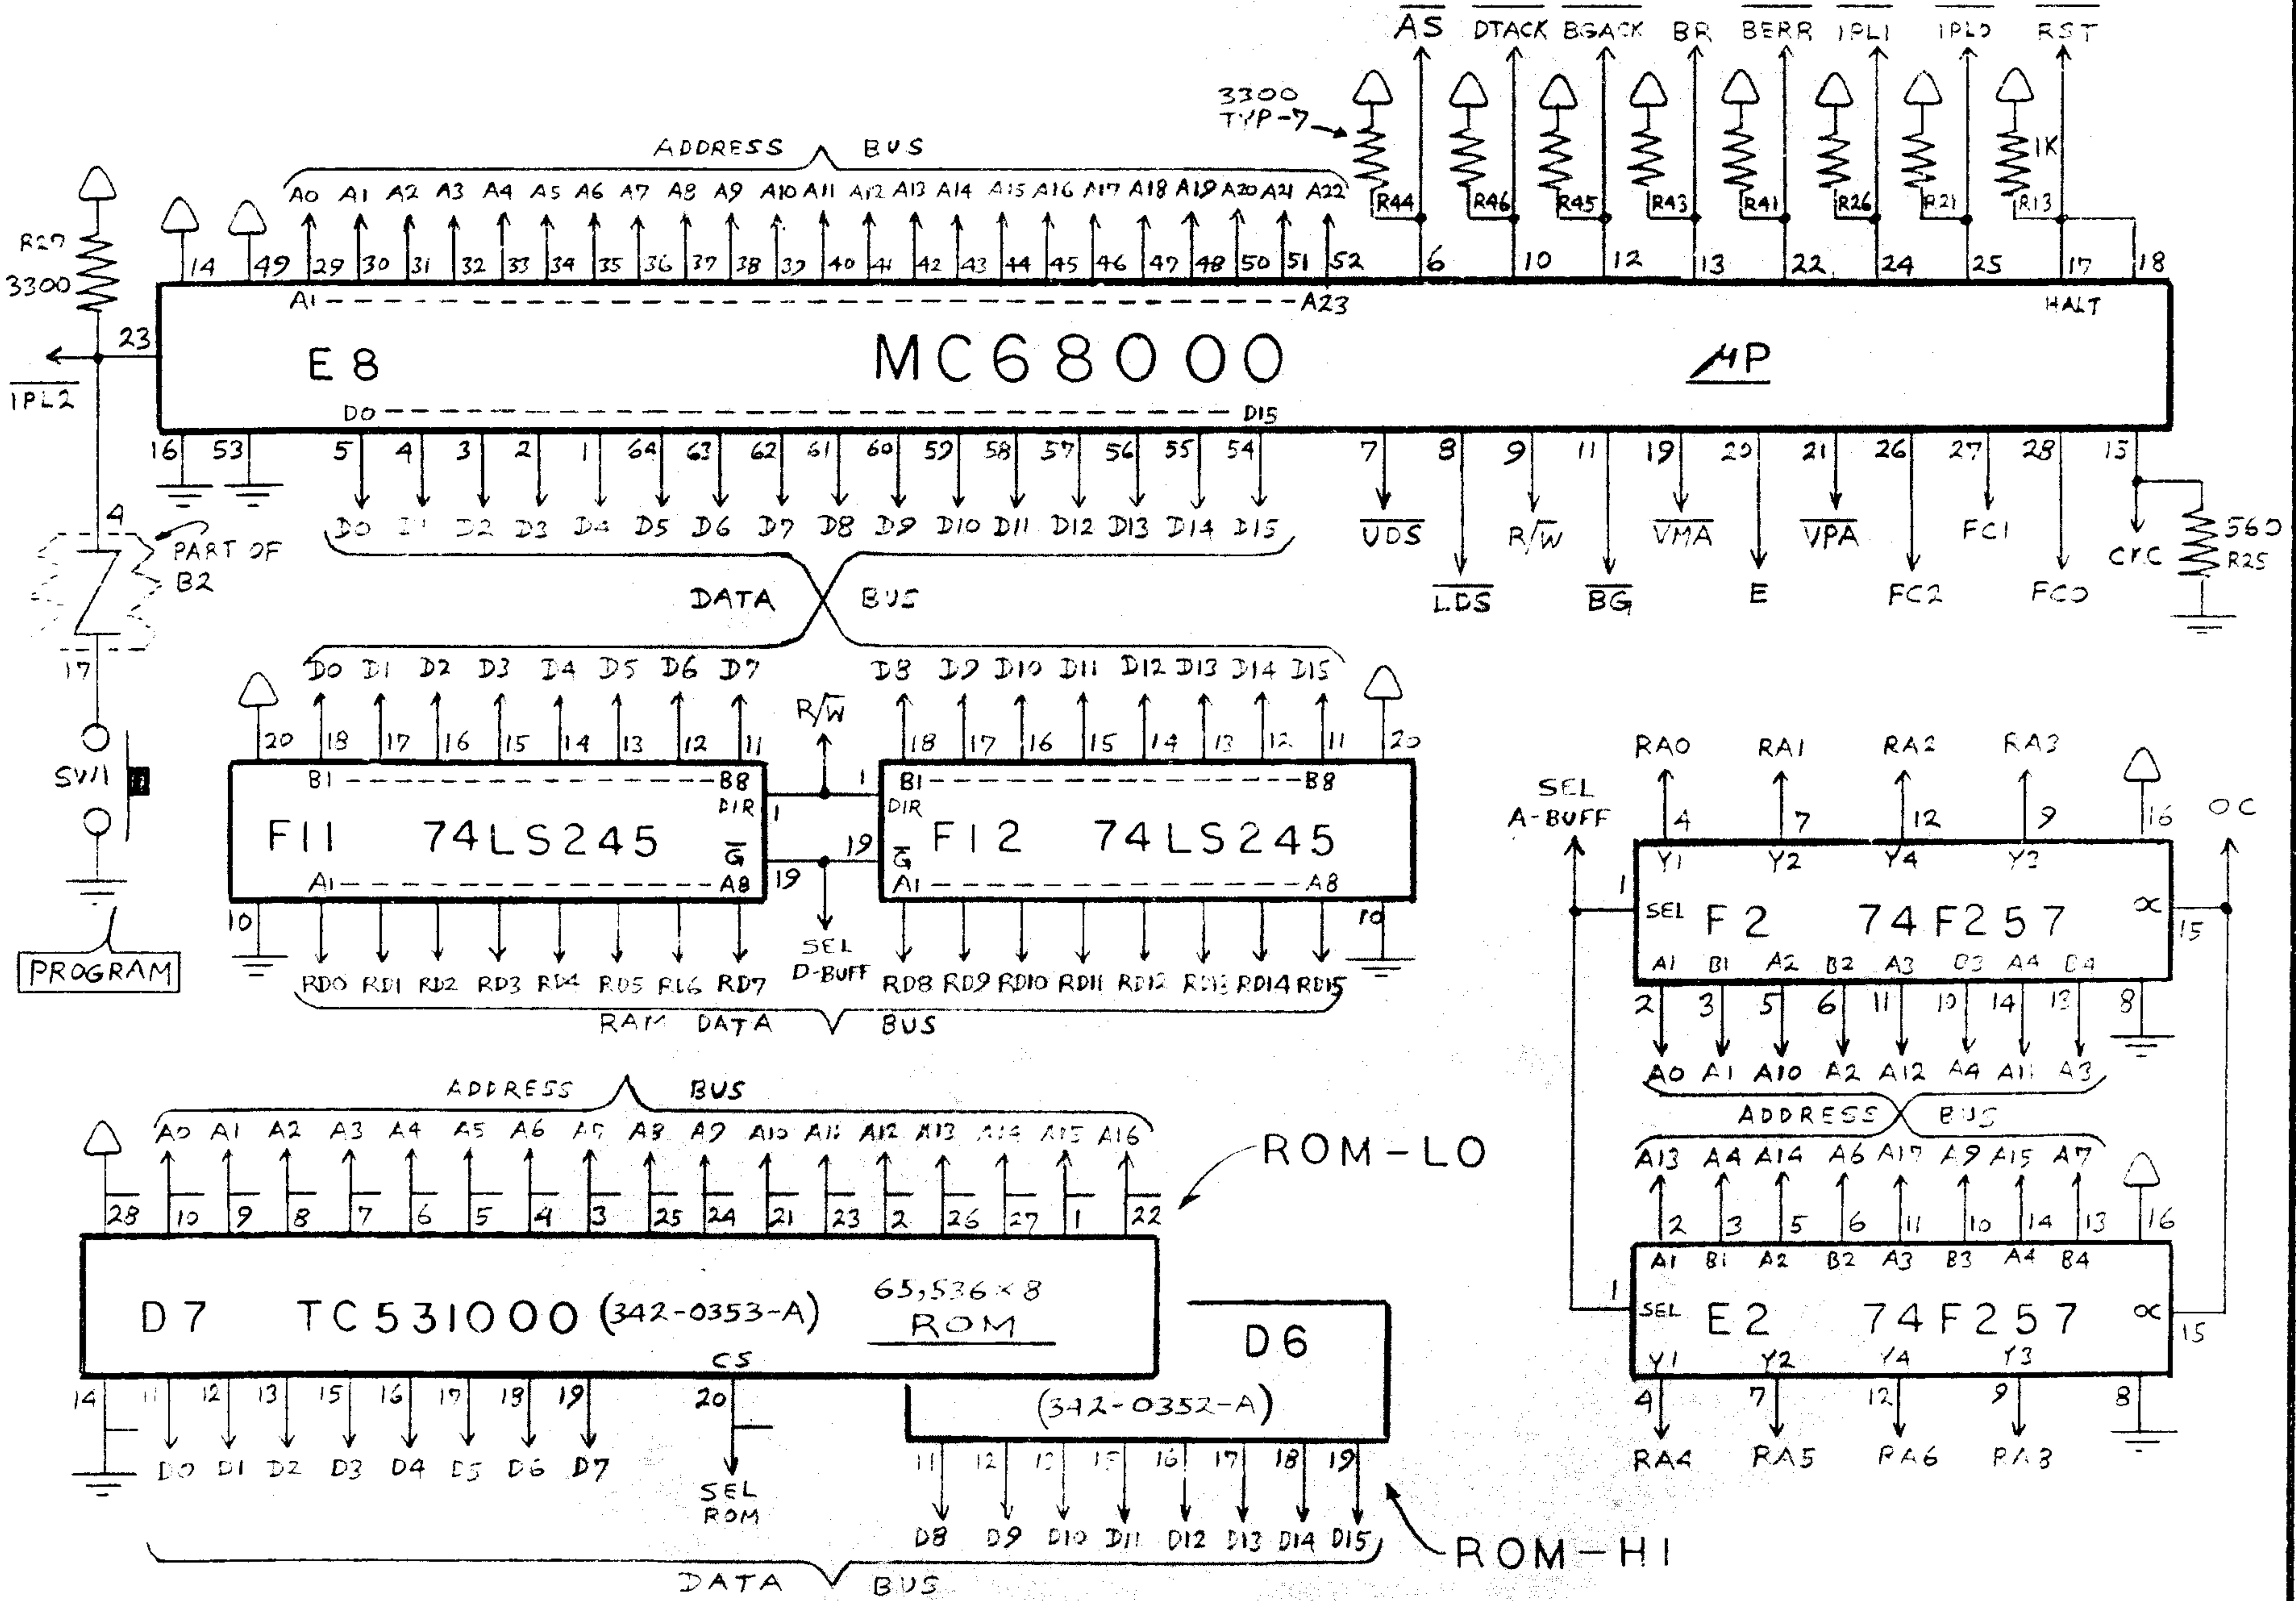 AS DTACK BGACK BR BERR IPL1 IPL0 RST
3300
TYP-7
1K
R44 R46 R45 R43 R41 R26 R21 R13
ADDRESS BUS
A0 A1 A2 A3 A4 A5 A6 A7 A8 A9 A10 A11 A12 A13 A14 A15 A16 A17 A18 A19 A20 A21 A22
R27
3300
14 49 29 30 31 32 33 34 35 36 37 38 39 40 41 42 43 44 45 46 47 48 50 51 52 6 10 12 13 22 24 25 17 18
A1 A23 HALT
23
IPL2
E8 MC68000 µP
D0 D15
16 53 5 4 3 2 1 64 63 62 61 60 59 58 57 56 55 54 7 8 9 11 19 20 21 26 27 28 15
D0 D1 D2 D3 D4 D5 D6 D7 D8 D9 D10 D11 D12 D13 D14 D15
UDS R/W VMA VPA FC1 CKC
LDS BG E FC2 FC0
560
R25
4
PART OF
B2
17
SW1
PROGRAM
DATA BUS
D0 D1 D2 D3 D4 D5 D6 D7 D8 D9 D10 D11 D12 D13 D14 D15
R/W
20 18 17 16 15 14 13 12 11 18 17 16 15 14 13 12 11 20
B1 B8 B1 B8
DIR 1 1 DIR
F11 74LS245 F12 74LS245
G 19 19 G
A1 A8 A1 A8
10 10
SEL
D-BUFF
RD0 RD1 RD2 RD3 RD4 RD5 RD6 RD7 RD8 RD9 RD10 RD11 RD12 RD13 RD14 RD15
RAM DATA BUS
RA0 RA1 RA2 RA3
SEL
A-BUFF
OC
4 7 12 9 16
Y1 Y2 Y4 Y3
1 SEL F2 74F257 OC 15
A1 B1 A2 B2 A3 B3 A4 B4
2 3 5 6 11 10 14 13 8
A0 A1 A10 A2 A12 A4 A11 A3
ADDRESS BUS
A13 A4 A14 A6 A17 A9 A15 A7
2 3 5 6 11 10 14 13 16
A1 B1 A2 B2 A3 B3 A4 B4
1 SEL E2 74F257 OC 15
Y1 Y2 Y4 Y3
4 7 12 9 8
RA4 RA5 RA6 RA8
ADDRESS BUS
A0 A1 A2 A3 A4 A5 A6 A7 A8 A9 A10 A11 A12 A13 A14 A15 A16
ROM-LO
28 10 9 8 7 6 5 4 3 25 24 21 23 2 26 27 1 22
D7 TC531000 (342-0353-A) 65,536×8
ROM
CS
14 11 12 13 15 16 17 18 19 20
D0 D1 D2 D3 D4 D5 D6 D7
SEL
ROM
D6
(342-0352-A)
11 12 13 15 16 17 18 19
D8 D9 D10 D11 D12 D13 D14 D15
ROM-HI
DATA BUS